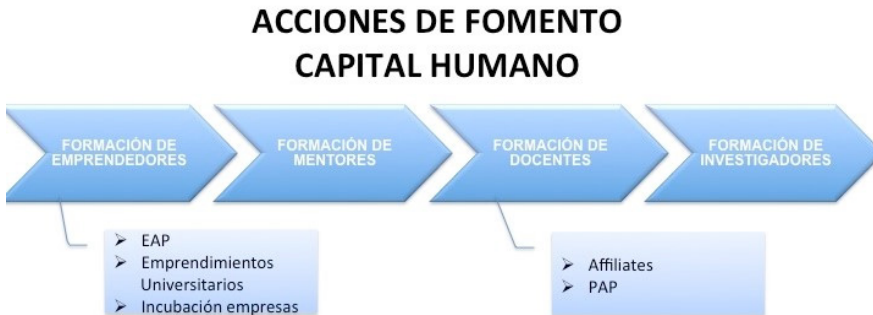 ACCIONES DE FOMENTO
CAPITAL HUMANO
FORMACIÓN DE
EMPRENDEDORES
FORMACIÓN DE
MENTORES
FORMACIÓN DE
DOCENTES
FORMACIÓN DE
INVESTIGADORES
➢ EAP
➢ Emprendimientos
Universitarios
➢ Incubación empresas
➢ Affiliates
➢ PAP